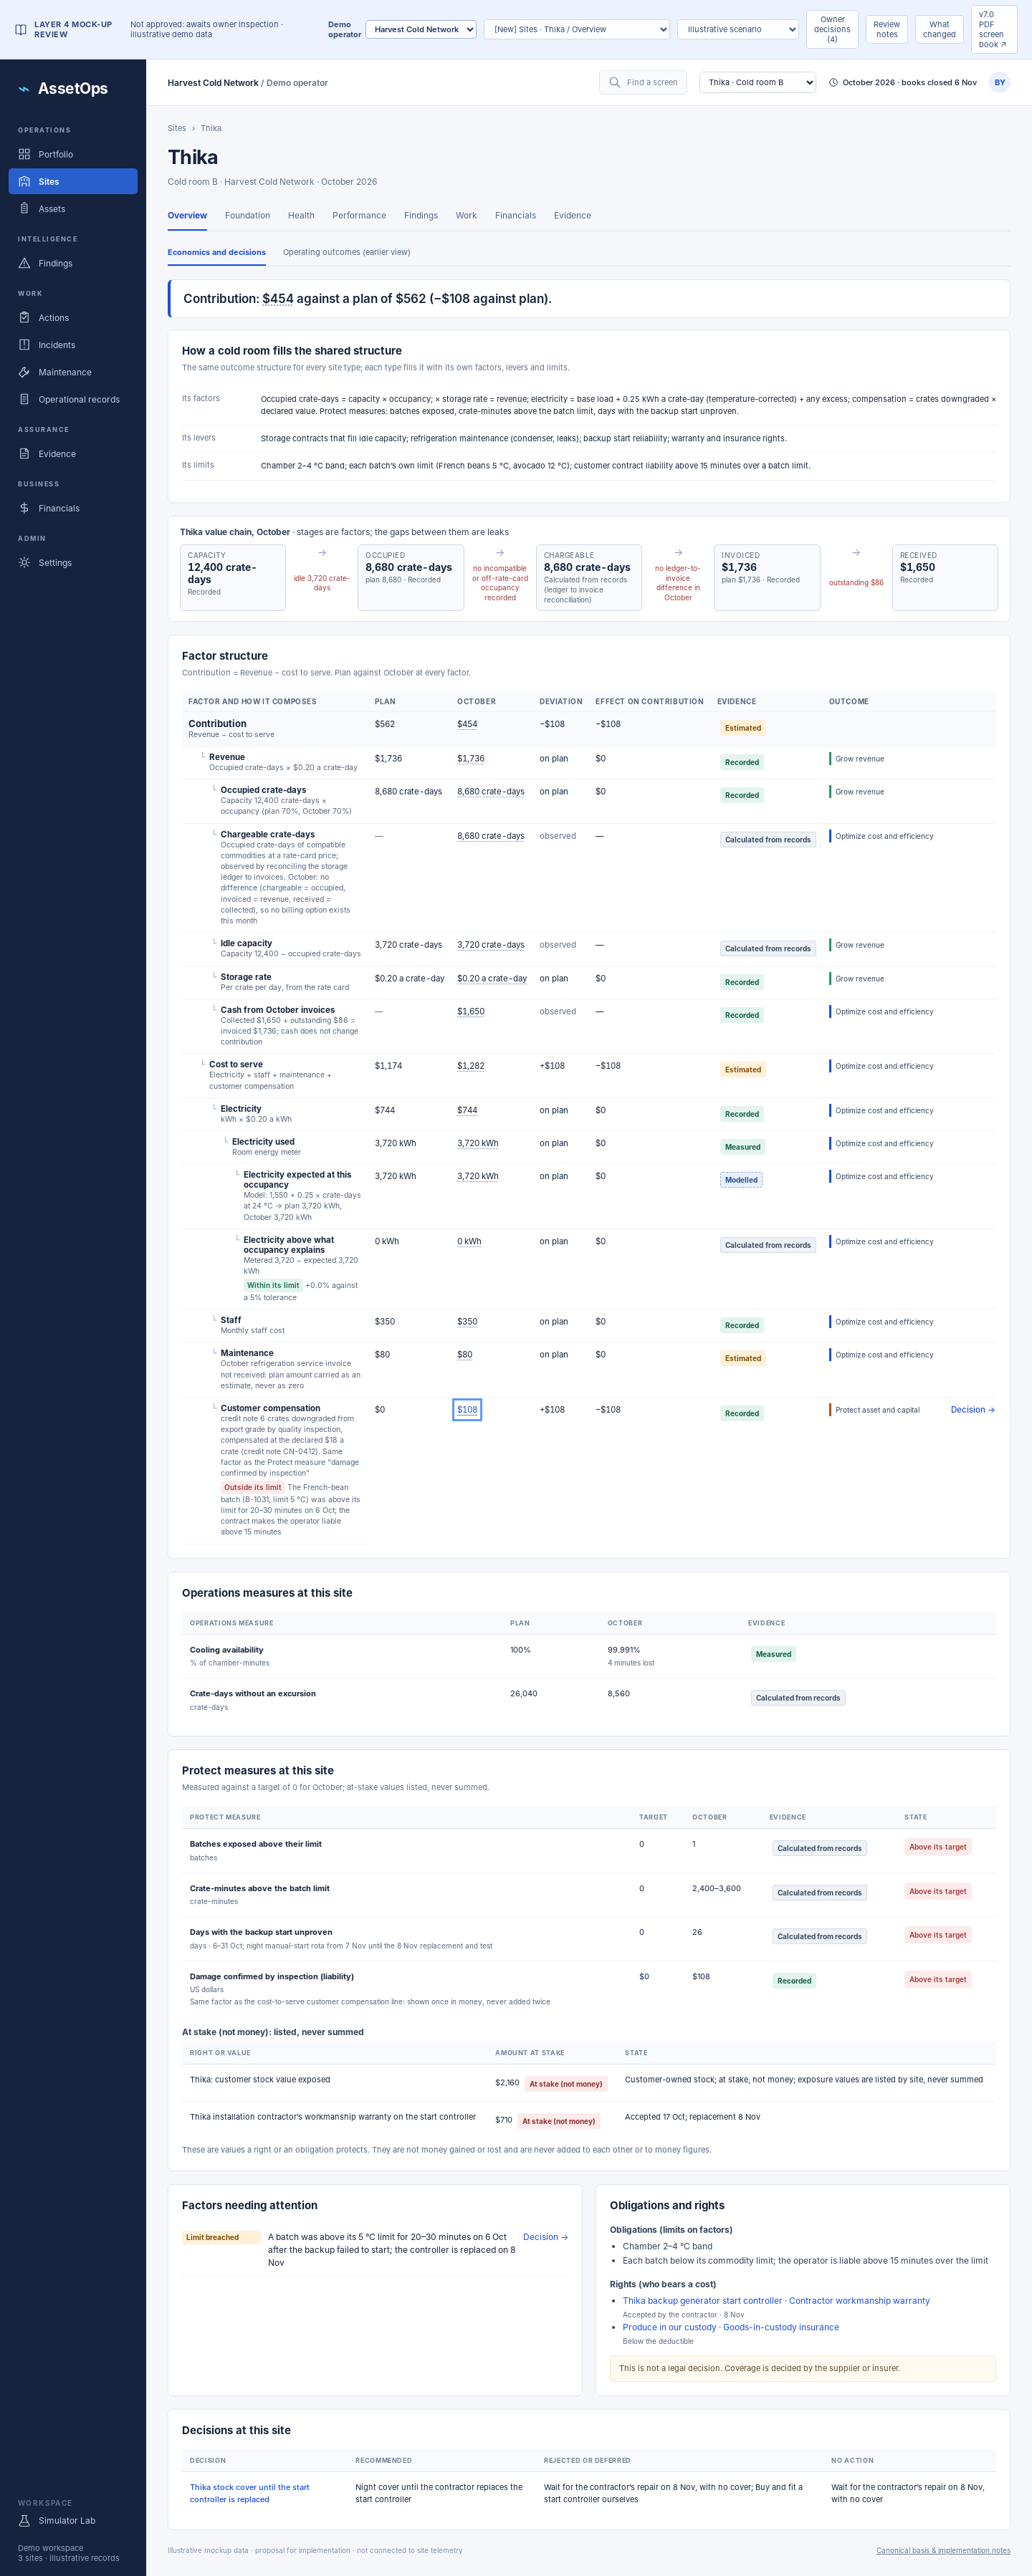 LAYER 4 MOCK-UP REVIEW
Not approved: awaits owner inspection · illustrative demo data
Demo operator
Harvest Cold Network
[New] Sites · Thika / Overview
Illustrative scenario
Owner decisions (4)
Review notes
What changed
v7.0 PDF screen book ↗
AssetOps
OPERATIONS
Portfolio
Sites
Assets
INTELLIGENCE
Findings
WORK
Actions
Incidents
Maintenance
Operational records
ASSURANCE
Evidence
BUSINESS
Financials
ADMIN
Settings
WORKSPACE
Simulator Lab
Demo workspace
3 sites · illustrative records
Harvest Cold Network / Demo operator
Find a screen
Thika · Cold room B
October 2026 · books closed 6 Nov
BY
Sites › Thika
Thika
Cold room B · Harvest Cold Network · October 2026
Overview Foundation Health Performance Findings Work Financials Evidence
Economics and decisions Operating outcomes (earlier view)
Contribution: $454 against a plan of $562 (−$108 against plan).
How a cold room fills the shared structure
The same outcome structure for every site type; each type fills it with its own factors, levers and limits.
Its factors
Occupied crate-days = capacity × occupancy; × storage rate = revenue; electricity = base load + 0.25 kWh a crate-day (temperature-corrected) + any excess; compensation = crates downgraded ×
declared value. Protect measures: batches exposed, crate-minutes above the batch limit, days with the backup start unproven.
Its levers
Storage contracts that fill idle capacity; refrigeration maintenance (condenser, leaks); backup start reliability; warranty and insurance rights.
Its limits
Chamber 2–4 °C band; each batch's own limit (French beans 5 °C, avocado 12 °C); customer contract liability above 15 minutes over a batch limit.
Thika value chain, October · stages are factors; the gaps between them are leaks
CAPACITY
12,400 crate-
days
Recorded
→
idle 3,720 crate-
days
OCCUPIED
8,680 crate-days
plan 8,680 · Recorded
→
no incompatible
or off-rate-card
occupancy
recorded
CHARGEABLE
8,680 crate-days
Calculated from records
(ledger to invoice
reconciliation)
→
no ledger-to-
invoice
difference in
October
INVOICED
$1,736
plan $1,736 · Recorded
→
outstanding $86
RECEIVED
$1,650
Recorded
Factor structure
Contribution = Revenue − cost to serve. Plan against October at every factor.
FACTOR AND HOW IT COMPOSES PLAN OCTOBER DEVIATION EFFECT ON CONTRIBUTION EVIDENCE OUTCOME
Contribution $562 $454 −$108 −$108 Estimated
Revenue − cost to serve
Revenue $1,736 $1,736 on plan $0 Recorded Grow revenue
Occupied crate-days × $0.20 a crate-day
Occupied crate-days 8,680 crate-days 8,680 crate-days on plan $0 Recorded Grow revenue
Capacity 12,400 crate-days ×
occupancy (plan 70%, October 70%)
Chargeable crate-days — 8,680 crate-days observed — Calculated from records Optimize cost and efficiency
Occupied crate-days of compatible
commodities at a rate-card price;
observed by reconciling the storage
ledger to invoices. October: no
difference (chargeable = occupied,
invoiced = revenue, received =
collected), so no billing option exists
this month
Idle capacity 3,720 crate-days 3,720 crate-days observed — Calculated from records Grow revenue
Capacity 12,400 − occupied crate-days
Storage rate $0.20 a crate-day $0.20 a crate-day on plan $0 Recorded Grow revenue
Per crate per day, from the rate card
Cash from October invoices — $1,650 observed — Recorded Optimize cost and efficiency
Collected $1,650 + outstanding $86 =
invoiced $1,736; cash does not change
contribution
Cost to serve $1,174 $1,282 +$108 −$108 Estimated Optimize cost and efficiency
Electricity + staff + maintenance +
customer compensation
Electricity $744 $744 on plan $0 Recorded Optimize cost and efficiency
kWh × $0.20 a kWh
Electricity used 3,720 kWh 3,720 kWh on plan $0 Measured Optimize cost and efficiency
Room energy meter
Electricity expected at this 3,720 kWh 3,720 kWh on plan $0 Modelled Optimize cost and efficiency
occupancy
Model: 1,550 + 0.25 × crate-days
at 24 °C → plan 3,720 kWh,
October 3,720 kWh
Electricity above what 0 kWh 0 kWh on plan $0 Calculated from records Optimize cost and efficiency
occupancy explains
Metered 3,720 − expected 3,720
kWh
Within its limit +0.0% against
a 5% tolerance
Staff $350 $350 on plan $0 Recorded Optimize cost and efficiency
Monthly staff cost
Maintenance $80 $80 on plan $0 Estimated Optimize cost and efficiency
October refrigeration service invoice
not received: plan amount carried as an
estimate, never as zero
Customer compensation $0 $108 +$108 −$108 Recorded Protect asset and capital Decision →
credit note 6 crates downgraded from
export grade by quality inspection,
compensated at the declared $18 a
crate (credit note CN-0412). Same
factor as the Protect measure "damage
confirmed by inspection"
Outside its limit The French-bean
batch (B-1031, limit 5 °C) was above its
limit for 20–30 minutes on 6 Oct; the
contract makes the operator liable
above 15 minutes
Operations measures at this site
OPERATIONS MEASURE PLAN OCTOBER EVIDENCE
Cooling availability 100% 99.991% Measured
% of chamber-minutes 4 minutes lost
Crate-days without an excursion 26,040 8,560 Calculated from records
crate-days
Protect measures at this site
Measured against a target of 0 for October; at-stake values listed, never summed.
PROTECT MEASURE TARGET OCTOBER EVIDENCE STATE
Batches exposed above their limit 0 1 Calculated from records Above its target
batches
Crate-minutes above the batch limit 0 2,400–3,600 Calculated from records Above its target
crate-minutes
Days with the backup start unproven 0 26 Calculated from records Above its target
days · 6–31 Oct; night manual-start rota from 7 Nov until the 8 Nov replacement and test
Damage confirmed by inspection (liability) $0 $108 Recorded Above its target
US dollars
Same factor as the cost-to-serve customer compensation line: shown once in money, never added twice
At stake (not money): listed, never summed
RIGHT OR VALUE AMOUNT AT STAKE STATE
Thika: customer stock value exposed $2,160 At stake (not money) Customer-owned stock; at stake, not money; exposure values are listed by site, never summed
Thika installation contractor's workmanship warranty on the start controller $710 At stake (not money) Accepted 17 Oct; replacement 8 Nov
These are values a right or an obligation protects. They are not money gained or lost and are never added to each other or to money figures.
Factors needing attention
Limit breached
A batch was above its 5 °C limit for 20–30 minutes on 6 Oct
after the backup failed to start; the controller is replaced on 8
Nov
Decision →
Obligations and rights
Obligations (limits on factors)
• Chamber 2–4 °C band
• Each batch below its commodity limit; the operator is liable above 15 minutes over the limit
Rights (who bears a cost)
• Thika backup generator start controller · Contractor workmanship warranty
Accepted by the contractor · 8 Nov
• Produce in our custody · Goods-in-custody insurance
Below the deductible
This is not a legal decision. Coverage is decided by the supplier or insurer.
Decisions at this site
DECISION RECOMMENDED REJECTED OR DEFERRED NO ACTION
Thika stock cover until the start
controller is replaced
Night cover until the contractor replaces the
start controller
Wait for the contractor's repair on 8 Nov, with no cover; Buy and fit a
start controller ourselves
Wait for the contractor's repair on 8 Nov,
with no cover
Illustrative mockup data · proposal for implementation · not connected to site telemetry
Canonical basis & implementation notes